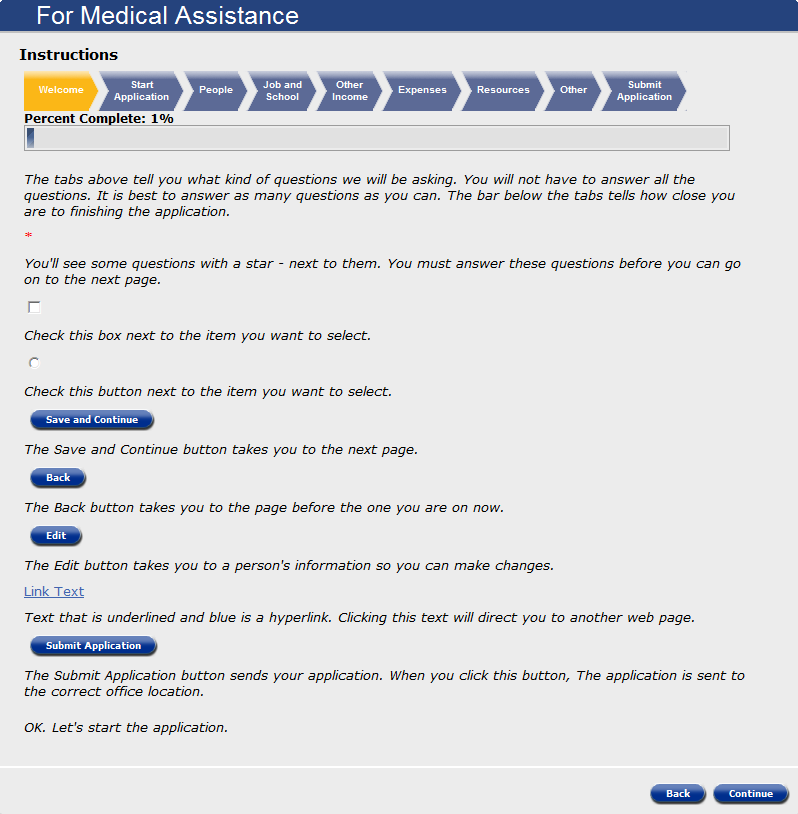 For Medical Assistance
Instructions
Welcome
Start
Application
People
Job and
School
Other
Income
Expenses
Resources
Other
Submit
Application
Percent Complete: 1%
The tabs above tell you what kind of questions we will be asking. You will not have to answer all the
questions. It is best to answer as many questions as you can. The bar below the tabs tells how close you
are to finishing the application.
*
You'll see some questions with a star - next to them. You must answer these questions before you can go
on to the next page.
Check this box next to the item you want to select.
Check this button next to the item you want to select.
Save and Continue
The Save and Continue button takes you to the next page.
Back
The Back button takes you to the page before the one you are on now.
Edit
The Edit button takes you to a person's information so you can make changes.
Link Text
Text that is underlined and blue is a hyperlink. Clicking this text will direct you to another web page.
Submit Application
The Submit Application button sends your application. When you click this button, The application is sent to
the correct office location.
OK. Let's start the application.
Back
Continue